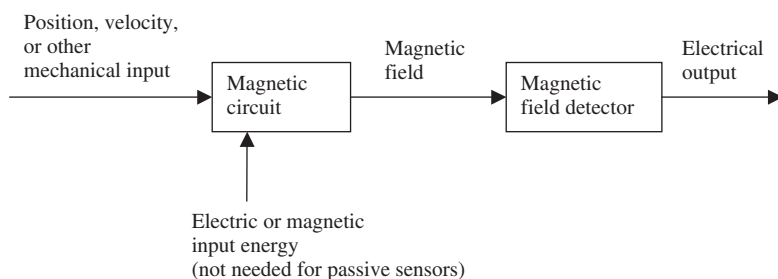 Position, velocity,
or other
mechanical input
Magnetic
circuit
Magnetic
field
Magnetic
field detector
Electrical
output
Electric or magnetic
input energy
(not needed for passive sensors)